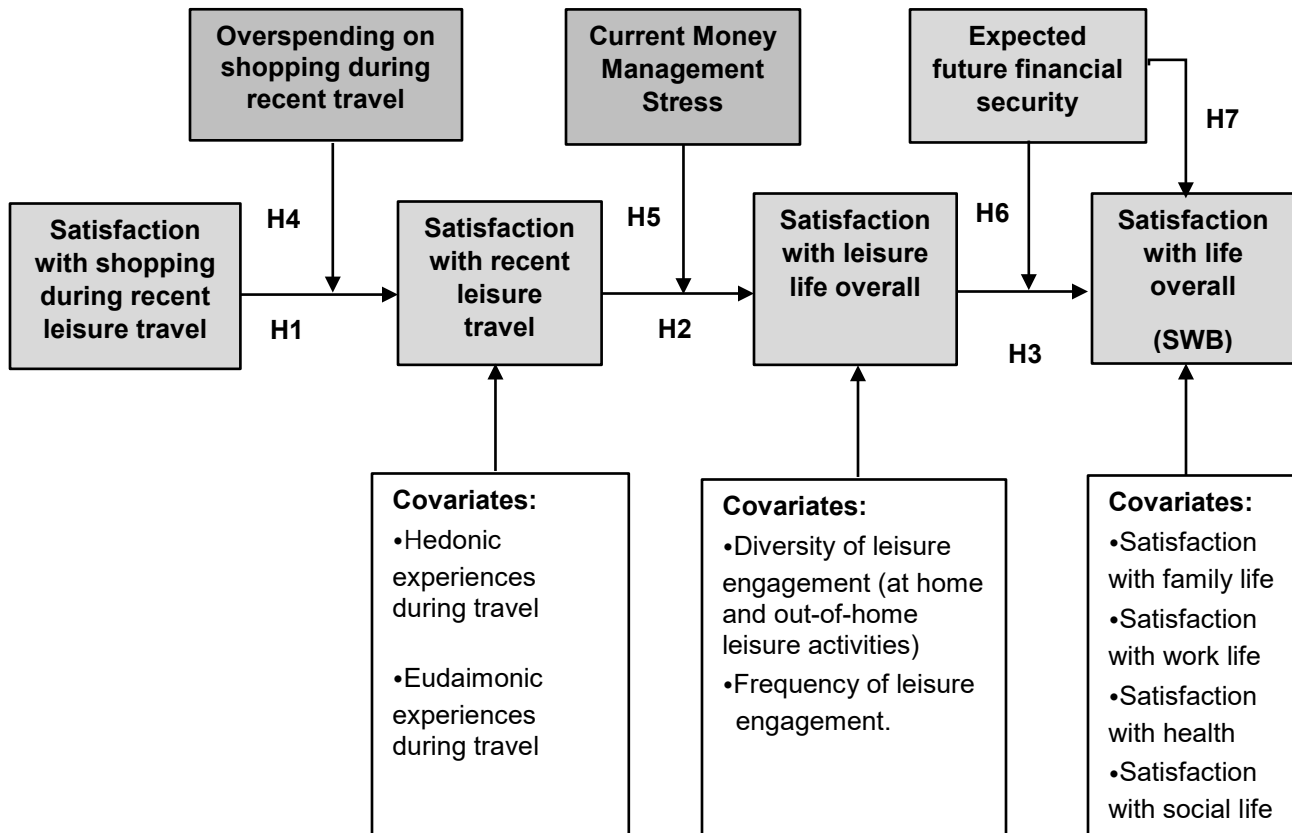 Overspending on
shopping during
recent travel
Current Money
Management
Stress
Expected
future financial
security
H7
H4
H5
H6
Satisfaction
with shopping
during recent
leisure travel
H1
Satisfaction
with recent
leisure
travel
H2
Satisfaction
with leisure
life overall
H3
Satisfaction
with life
overall
(SWB)
Covariates:
•Hedonic
experiences
during travel
•Eudaimonic
experiences
during travel
Covariates:
•Diversity of leisure
engagement (at home
and out-of-home
leisure activities)
•Frequency of leisure
engagement.
Covariates:
•Satisfaction
with family life
•Satisfaction
with work life
•Satisfaction
with health
•Satisfaction
with social life